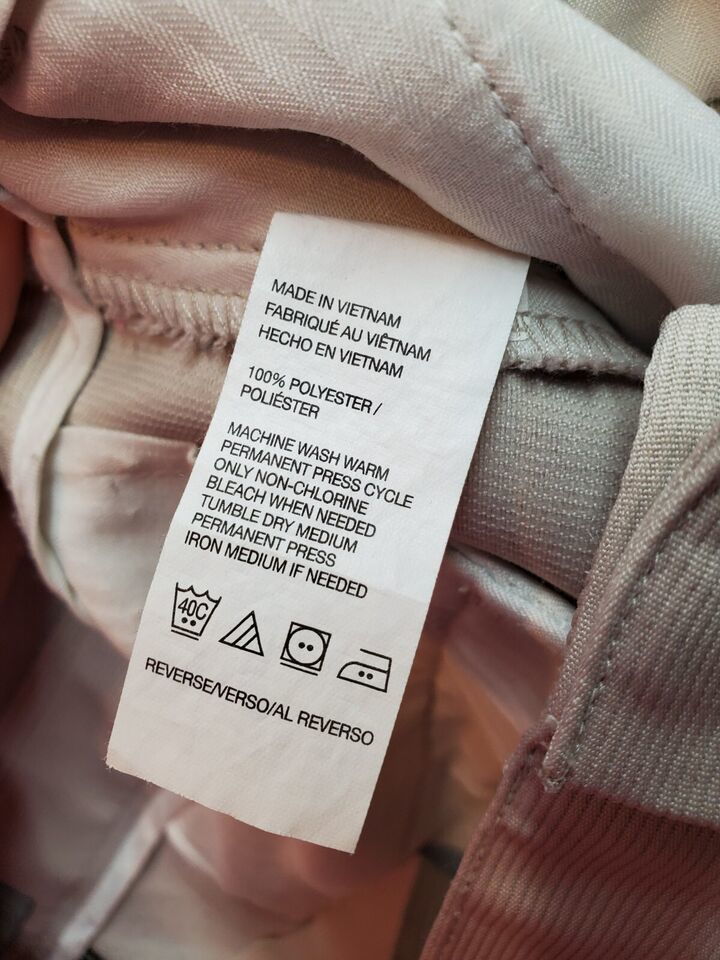 MADE IN VIETNAM
FABRIQUÉ AU VIÊTNAM
HECHO EN VIETNAM
100% POLYESTER /
POLIÉSTER
MACHINE WASH WARM
PERMANENT PRESS CYCLE
ONLY NON-CHLORINE
BLEACH WHEN NEEDED
TUMBLE DRY MEDIUM
PERMANENT PRESS
IRON MEDIUM IF NEEDED
40C
REVERSE/VERSO/AL REVERSO